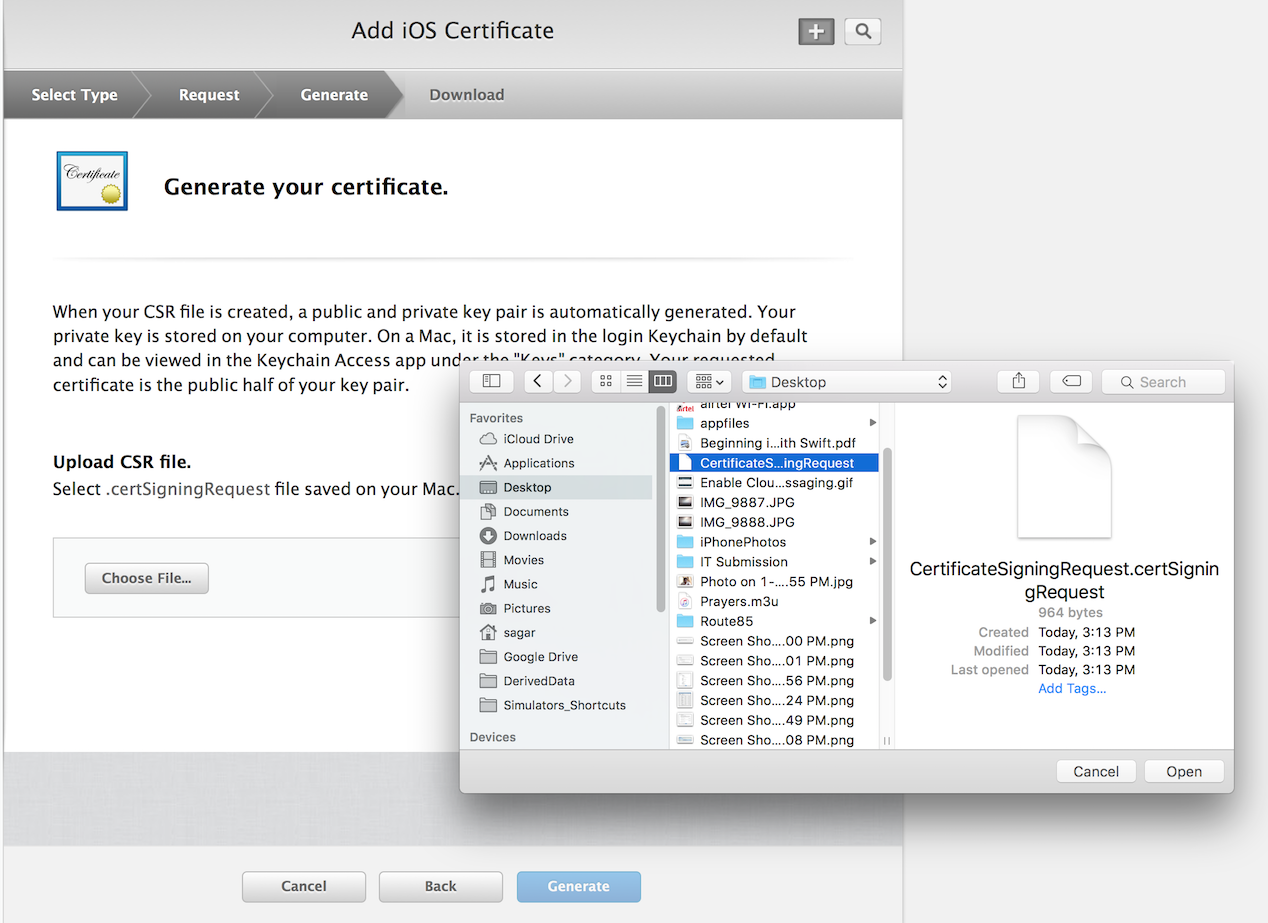 Add iOS Certificate
Select Type
Request
Generate
Download
Certificate
Generate your certificate.
When your CSR file is created, a public and private key pair is automatically generated. Your
private key is stored on your computer. On a Mac, it is stored in the login Keychain by default
and can be viewed in the Keychain Access app under the "Keys" category. Your requested
certificate is the public half of your key pair.
Upload CSR file.
Select .certSigningRequest file saved on your Mac.
Choose File...
Desktop
Search
Favorites
iCloud Drive
Applications
Desktop
Documents
Downloads
Movies
Music
Pictures
sagar
Google Drive
DerivedData
Simulators_Shortcuts
Devices
airtel
airtel Wi-Fi.app
appfiles
Beginning i...ith Swift.pdf
CertificateS...ingRequest
Enable Clou...ssaging.gif
IMG_9887.JPG
IMG_9888.JPG
iPhonePhotos
IT Submission
Photo on 1-....55 PM.jpg
Prayers.m3u
Route85
Screen Sho....00 PM.png
Screen Sho....01 PM.png
Screen Sho....56 PM.png
Screen Sho....24 PM.png
Screen Sho....49 PM.png
Screen Sho....08 PM.png
CertificateSigningRequest.certSignin
gRequest
964 bytes
Created Today, 3:13 PM
Modified Today, 3:13 PM
Last opened Today, 3:13 PM
Add Tags...
Cancel
Open
Cancel
Back
Generate